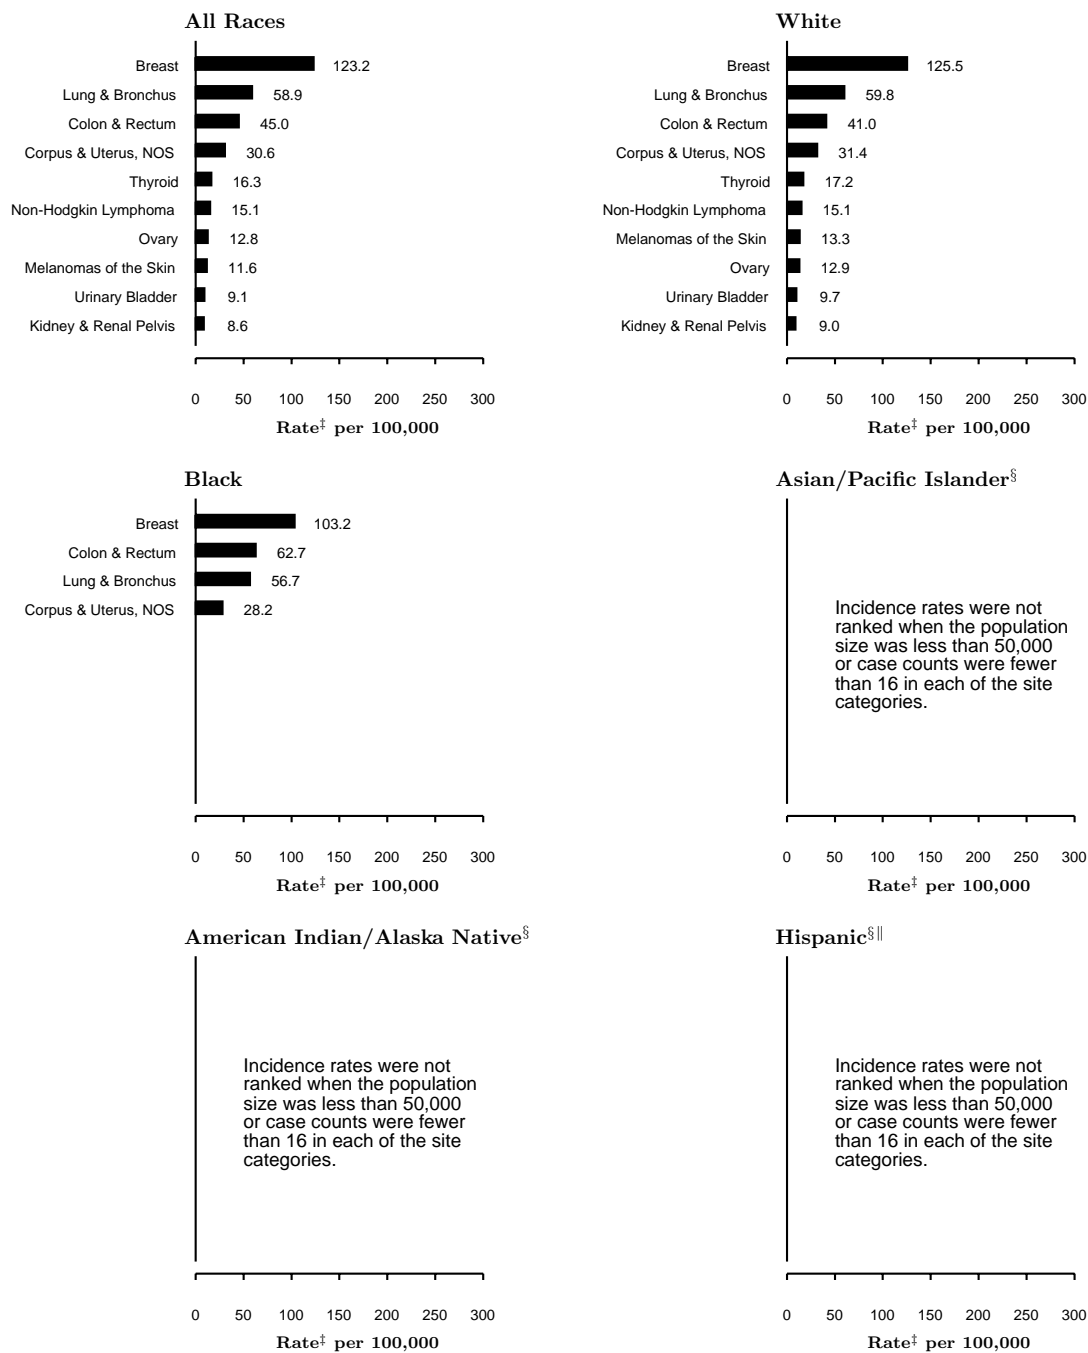 All Races
Breast 123.2
Lung & Bronchus 58.9
Colon & Rectum 45.0
Corpus & Uterus, NOS 30.6
Thyroid 16.3
Non-Hodgkin Lymphoma 15.1
Ovary 12.8
Melanomas of the Skin 11.6
Urinary Bladder 9.1
Kidney & Renal Pelvis 8.6
0 50 100 150 200 250 300
Rate‡ per 100,000
White
Breast 125.5
Lung & Bronchus 59.8
Colon & Rectum 41.0
Corpus & Uterus, NOS 31.4
Thyroid 17.2
Non-Hodgkin Lymphoma 15.1
Melanomas of the Skin 13.3
Ovary 12.9
Urinary Bladder 9.7
Kidney & Renal Pelvis 9.0
0 50 100 150 200 250 300
Rate‡ per 100,000
Black
Breast 103.2
Colon & Rectum 62.7
Lung & Bronchus 56.7
Corpus & Uterus, NOS 28.2
0 50 100 150 200 250 300
Rate‡ per 100,000
Asian/Pacific Islander§
Incidence rates were not
ranked when the population
size was less than 50,000
or case counts were fewer
than 16 in each of the site
categories.
0 50 100 150 200 250 300
Rate‡ per 100,000
American Indian/Alaska Native§
Incidence rates were not
ranked when the population
size was less than 50,000
or case counts were fewer
than 16 in each of the site
categories.
0 50 100 150 200 250 300
Rate‡ per 100,000
Hispanic§‖
Incidence rates were not
ranked when the population
size was less than 50,000
or case counts were fewer
than 16 in each of the site
categories.
0 50 100 150 200 250 300
Rate‡ per 100,000